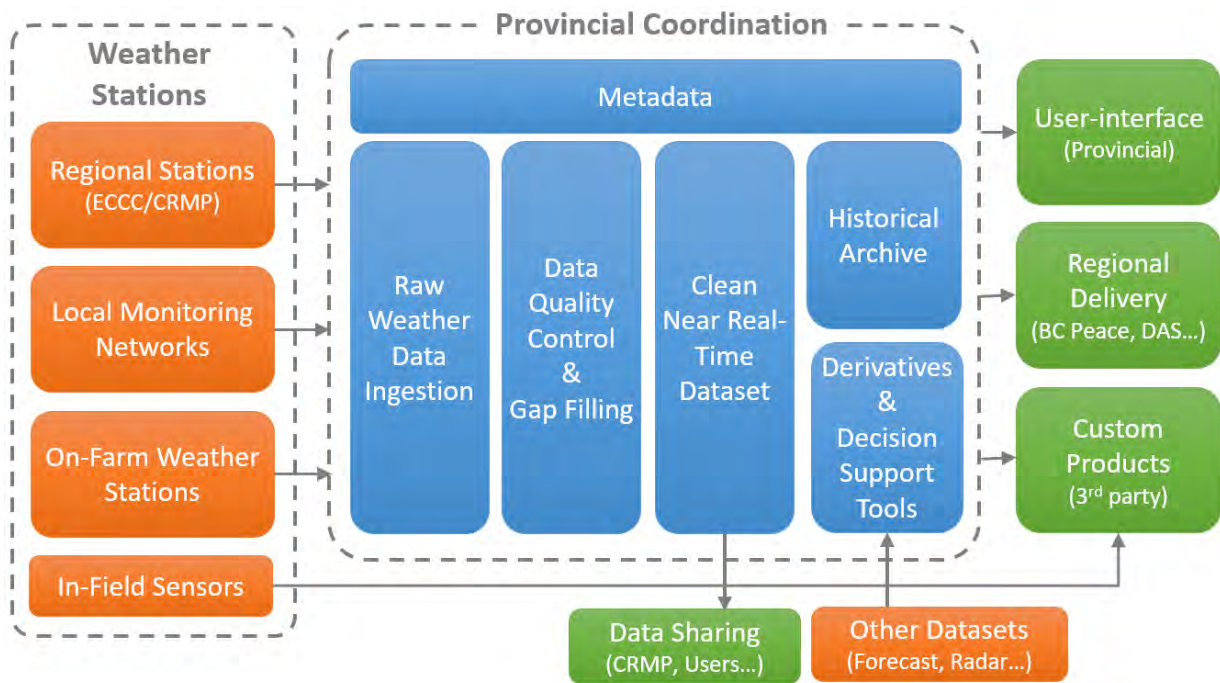 Weather
Stations
Regional Stations
(ECCC/CRMP)
Local Monitoring
Networks
On-Farm Weather
Stations
In-Field Sensors
Provincial Coordination
Metadata
Raw
Weather
Data
Ingestion
Data
Quality
Control
&
Gap Filling
Clean
Near Real-
Time
Dataset
Historical
Archive
Derivatives
&
Decision
Support
Tools
User-interface
(Provincial)
Regional
Delivery
(BC Peace, DAS...)
Custom
Products
(3rd party)
Data Sharing
(CRMP, Users...)
Other Datasets
(Forecast, Radar...)